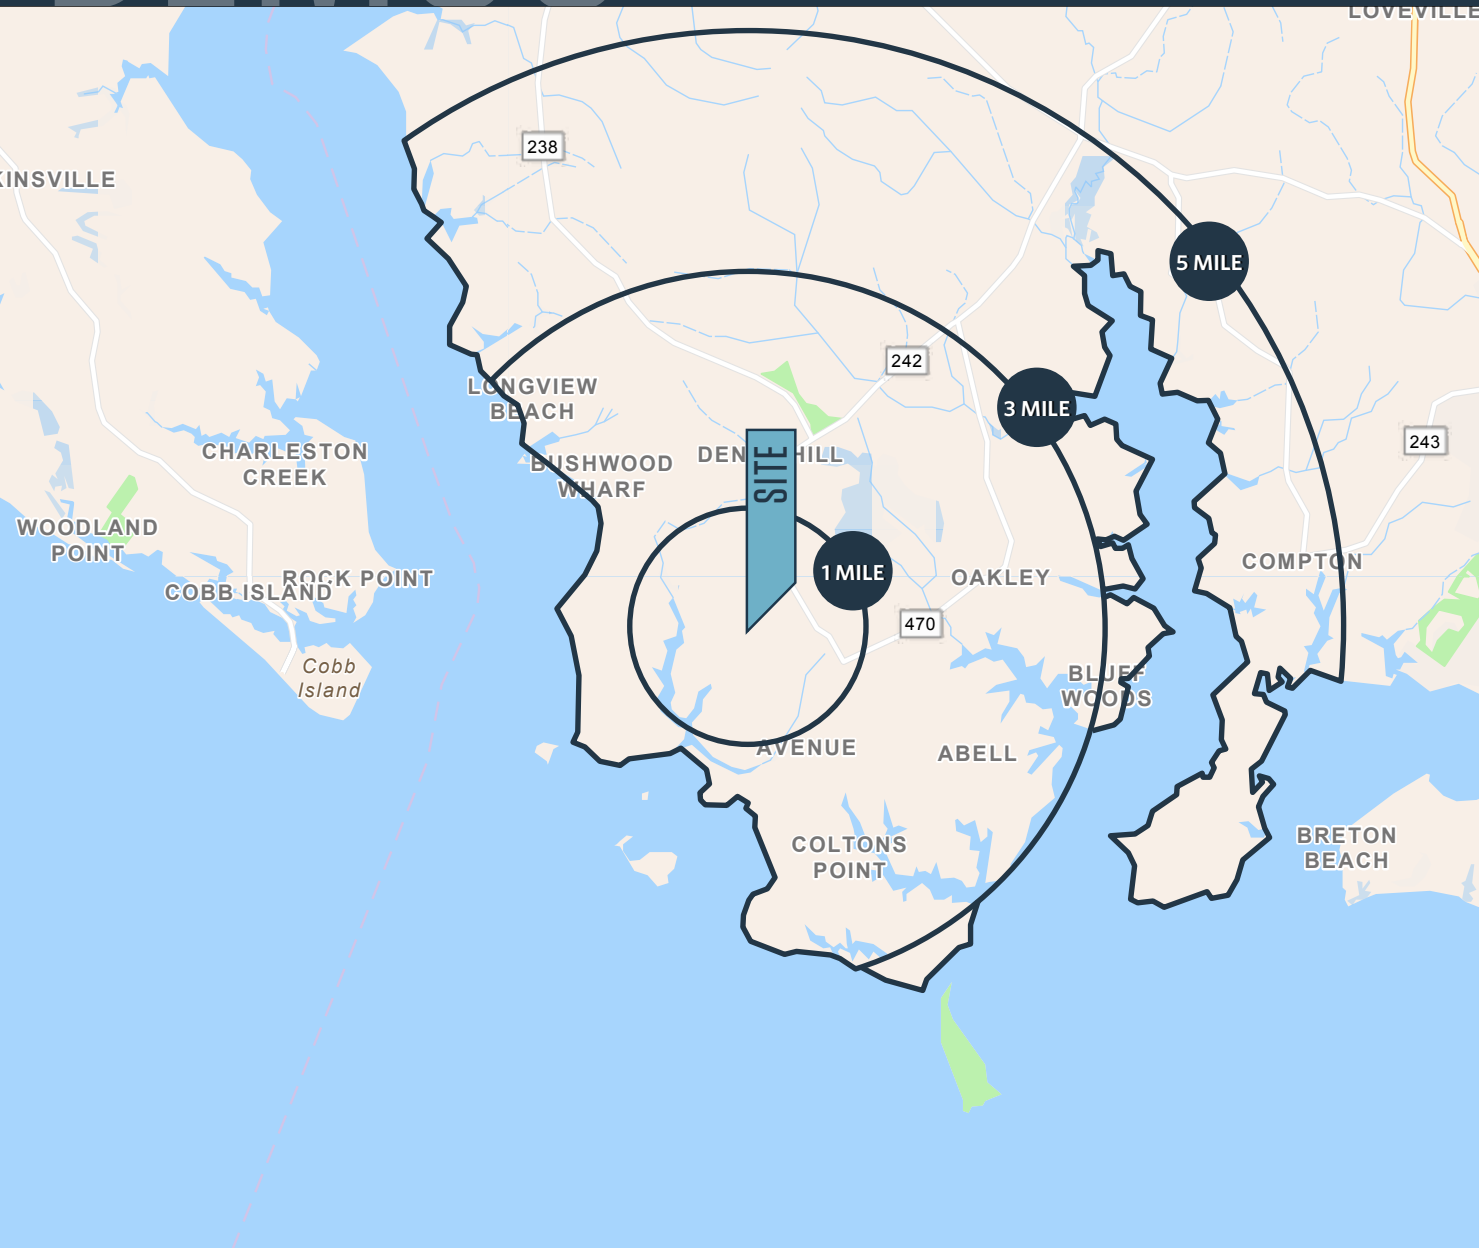 LOVEVILLE
238
KINSVILLE
5 MILE
242
LONGVIEW
BEACH
3 MILE
243
CHARLESTON
CREEK
BUSHWOOD
WHARF
HILL
SITE
WOODLAND
POINT
COMPTON
1 MILE
ROCK POINT
COBB ISLAND
OAKLEY
470
Cobb
Island
BLUFF
WOODS
AVENUE
ABELL
COLTONS
POINT
BRETON
BEACH